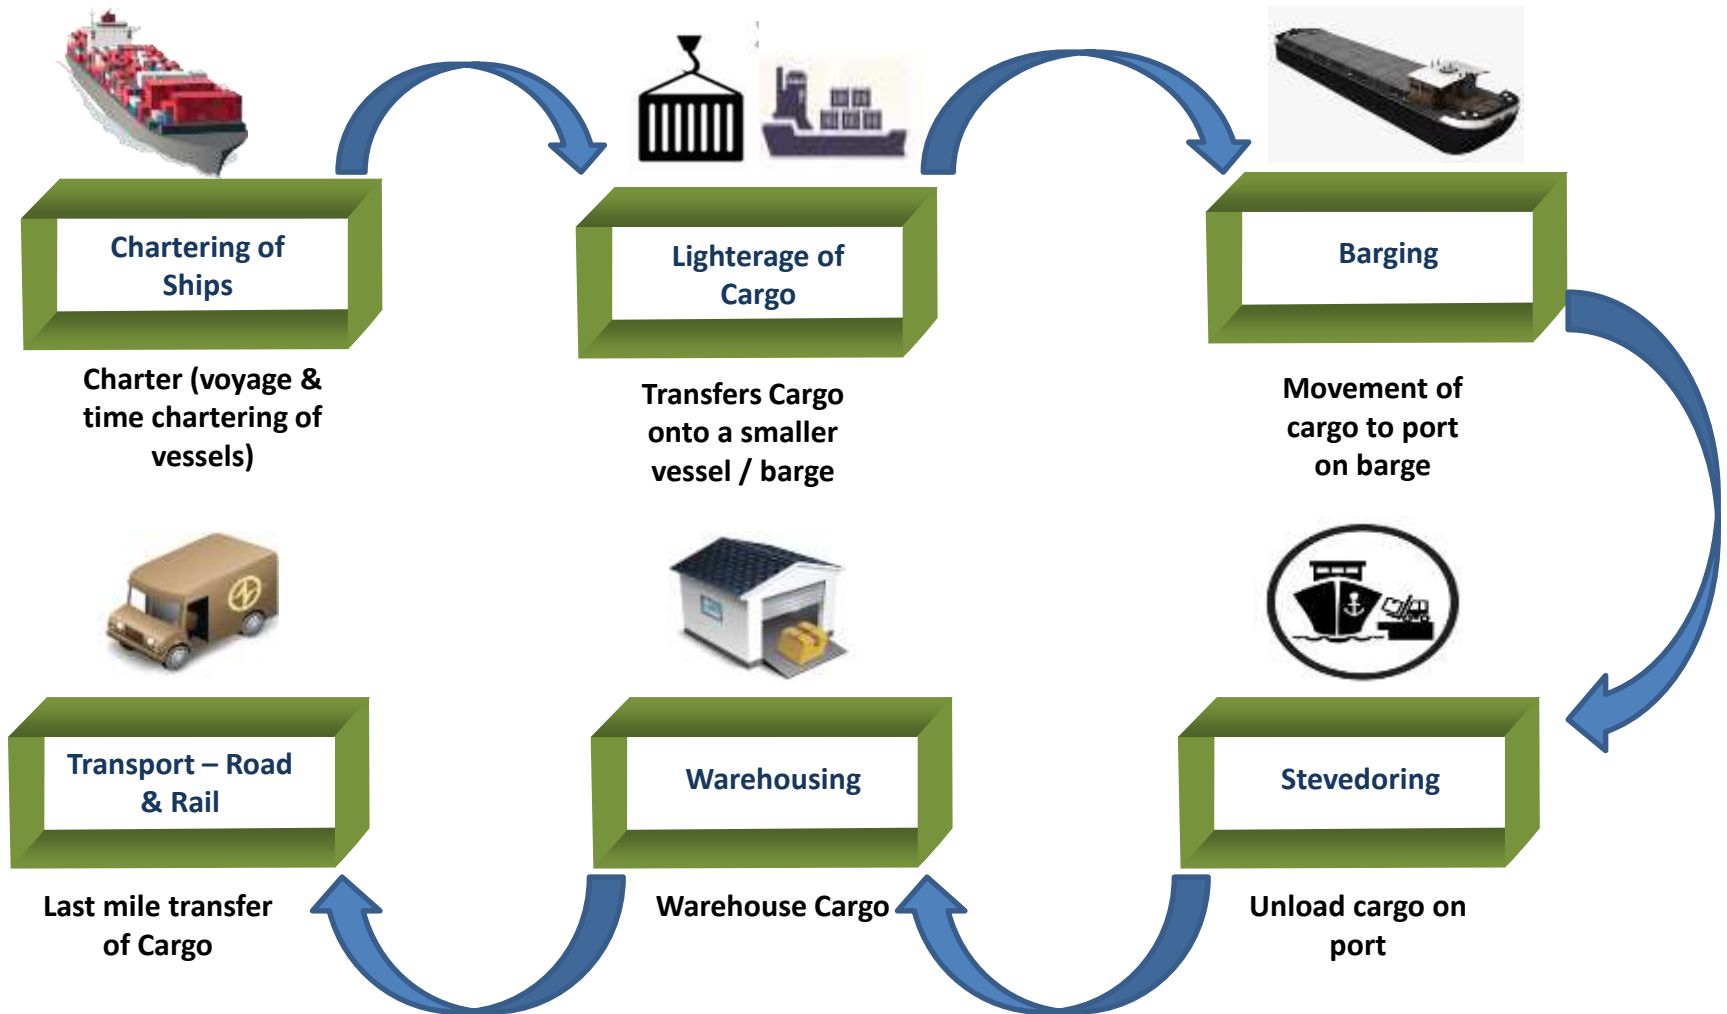 Chartering of
Ships
Charter (voyage &
time chartering of
vessels)
Lighterage of
Cargo
Transfers Cargo
onto a smaller
vessel / barge
Barging
Movement of
cargo to port
on barge
Stevedoring
Unload cargo on
port
Warehousing
Warehouse Cargo
Transport – Road
& Rail
Last mile transfer
of Cargo